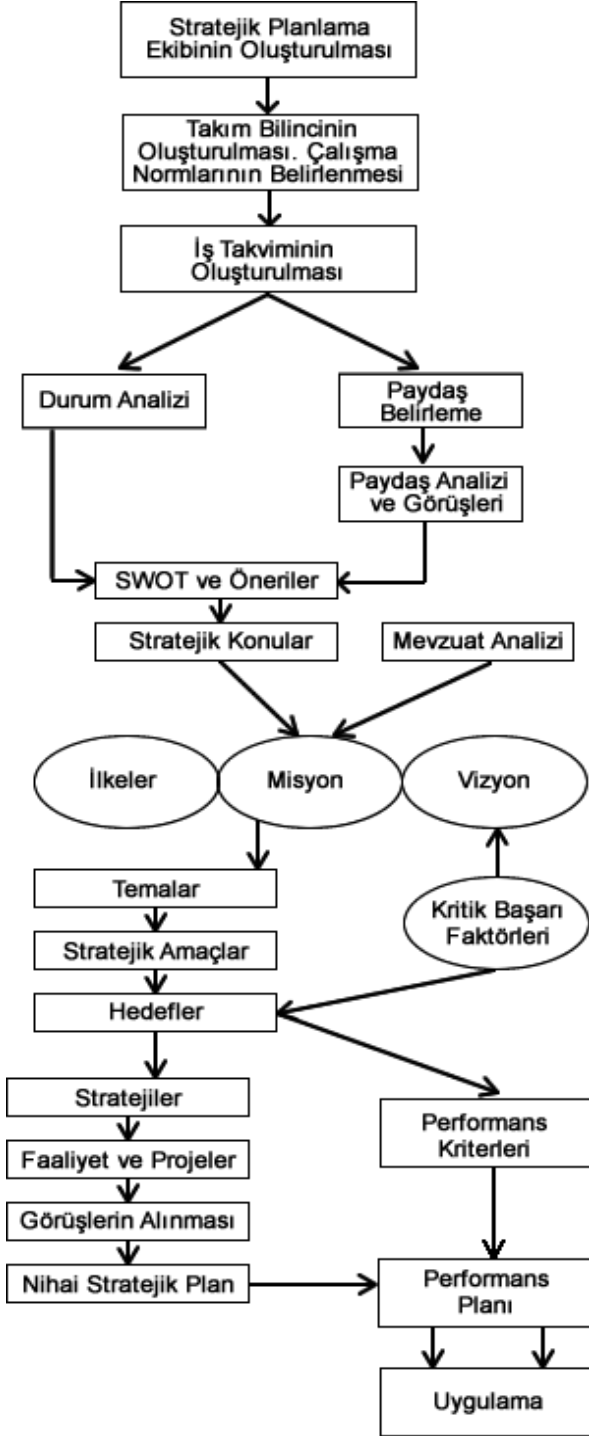 Stratejik Planlama
Ekibinin Oluşturulması
Takım Bilincinin
Oluşturulması. Çalışma
Normlarının Belirlenmesi
İş Takviminin
Oluşturulması
Durum Analizi
Paydaş
Belirleme
Paydaş Analizi
ve Görüşleri
SWOT ve Öneriler
Stratejik Konular
Mevzuat Analizi
İlkeler
Misyon
Vizyon
Temalar
Kritik Başarı
Faktörleri
Stratejik Amaçlar
Hedefler
Stratejiler
Performans
Kriterleri
Faaliyet ve Projeler
Görüşlerin Alınması
Nihai Stratejik Plan
Performans
Planı
Uygulama